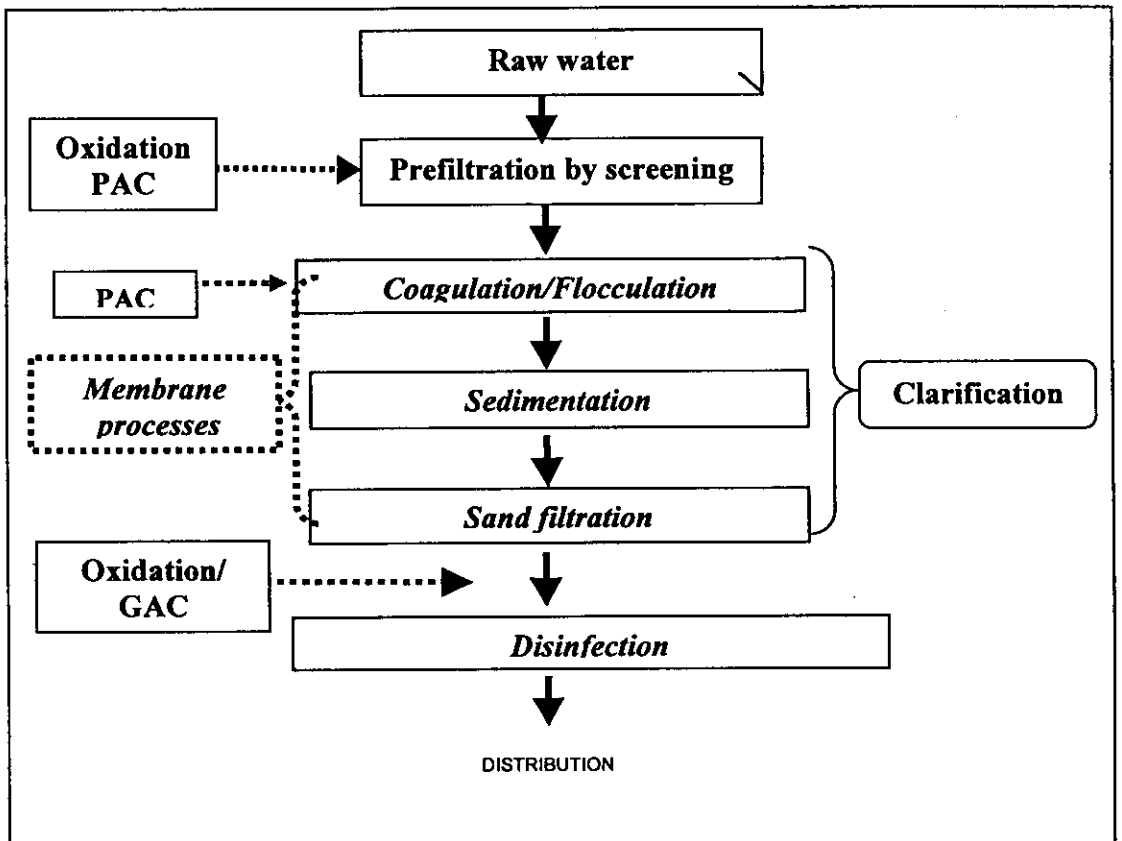 Raw water
Oxidation
PAC
Prefiltration by screening
PAC
Coagulation/Flocculation
Membrane
processes
Sedimentation
Clarification
Sand filtration
Oxidation/
GAC
Disinfection
DISTRIBUTION